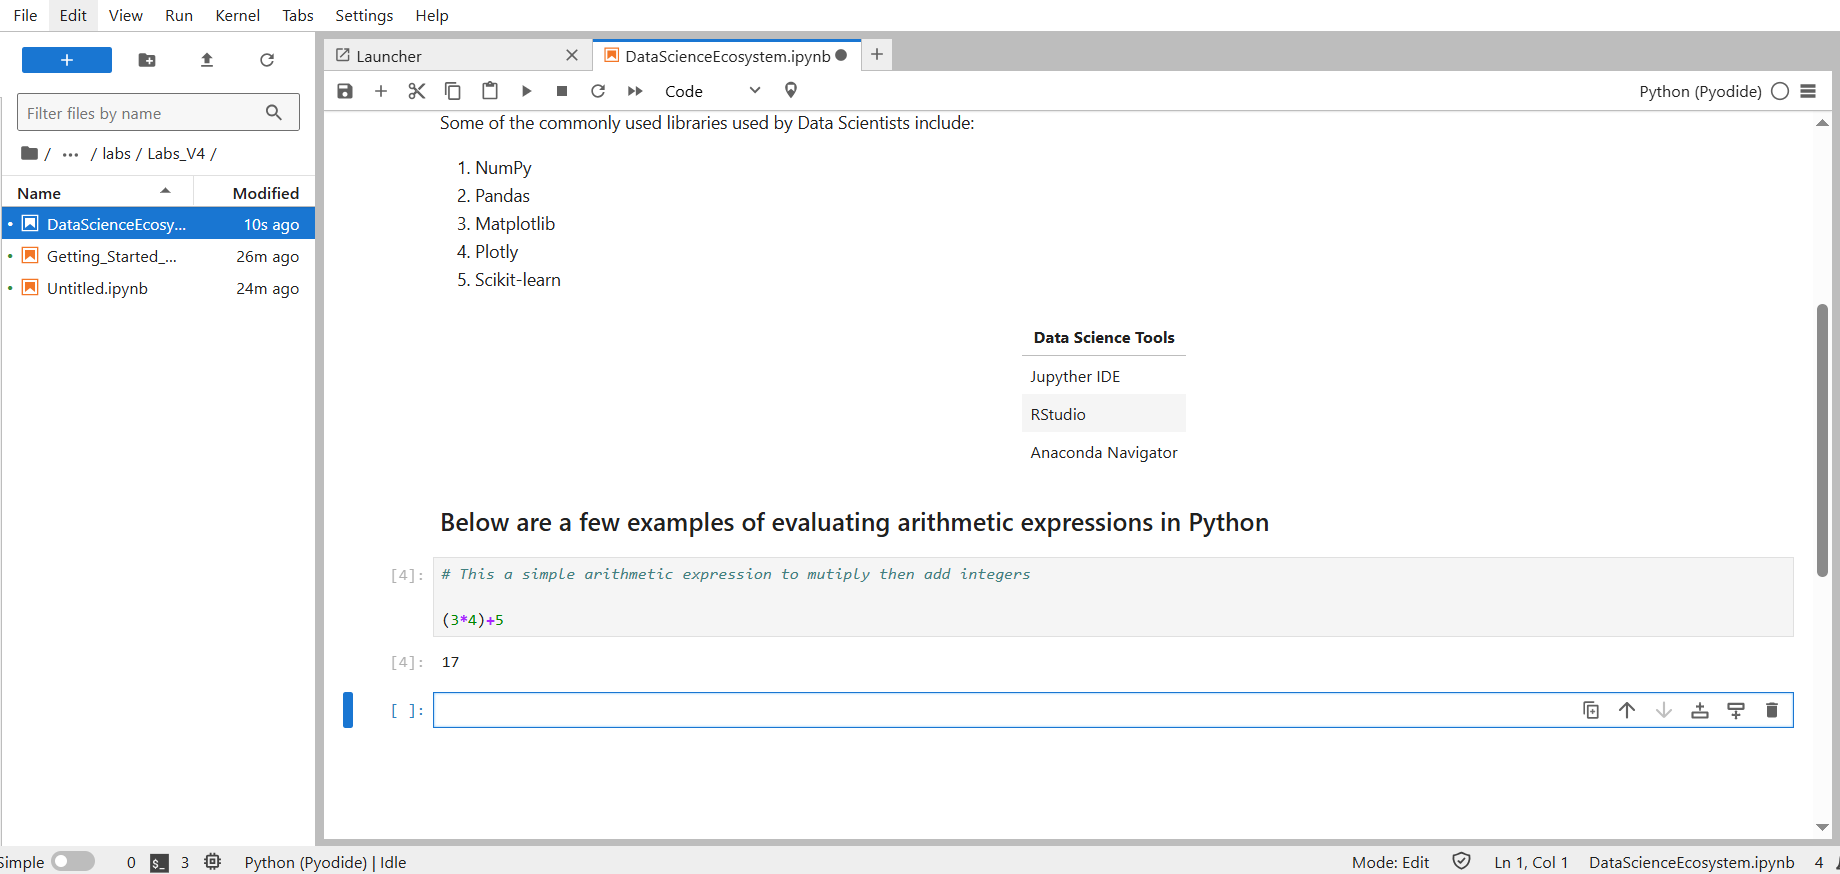 File Edit View Run Kernel Tabs Settings Help
Launcher
DataScienceEcosystem.ipynb
Code
Python (Pyodide)
Filter files by name
/ ... / labs / Labs_V4 /
Name Modified
DataScienceEcosy... 10s ago
Getting_Started_... 26m ago
Untitled.ipynb 24m ago
Some of the commonly used libraries used by Data Scientists include:
1. NumPy
2. Pandas
3. Matplotlib
4. Plotly
5. Scikit-learn
Data Science Tools
Jupyther IDE
RStudio
Anaconda Navigator
Below are a few examples of evaluating arithmetic expressions in Python
[4]: # This a simple arithmetic expression to mutiply then add integers
(3*4)+5
[4]: 17
[ ]:
Simple 0 $_ 3 Python (Pyodide) | Idle Mode: Edit Ln 1, Col 1 DataScienceEcosystem.ipynb 4